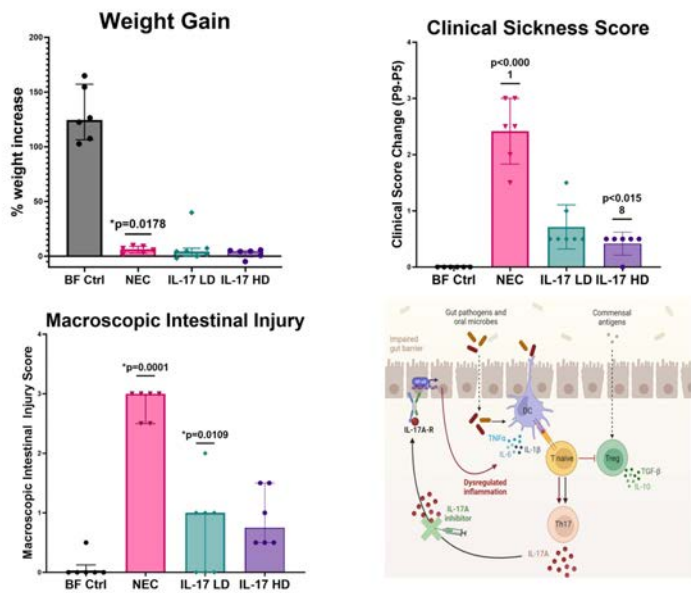 Weight Gain
% weight increase
150
100
50
0
*p=0.0178
BF Ctrl NEC IL-17 LD IL-17 HD
Clinical Sickness Score
Clinical Score Change (P9-P5)
4
3
2
1
0
p<0.000
1
p<0.015
8
BF Ctrl NEC IL-17 LD IL-17 HD
Macroscopic Intestinal Injury
Macroscopic Intestinal Injury Score
4
3
2
1
0
*p=0.0001
*p=0.0109
BF Ctrl NEC IL-17 LD IL-17 HD
Gut pathogens and
oral microbes
Commensal
antigens
Impaired
gut barrier
IL-17A-R
DC
TNFα
IL-6
IL-1β
T naive
Treg
TGF-β
IL-10
Dysregulated
inflammation
IL-17A
inhibitor
Th17
IL-17A